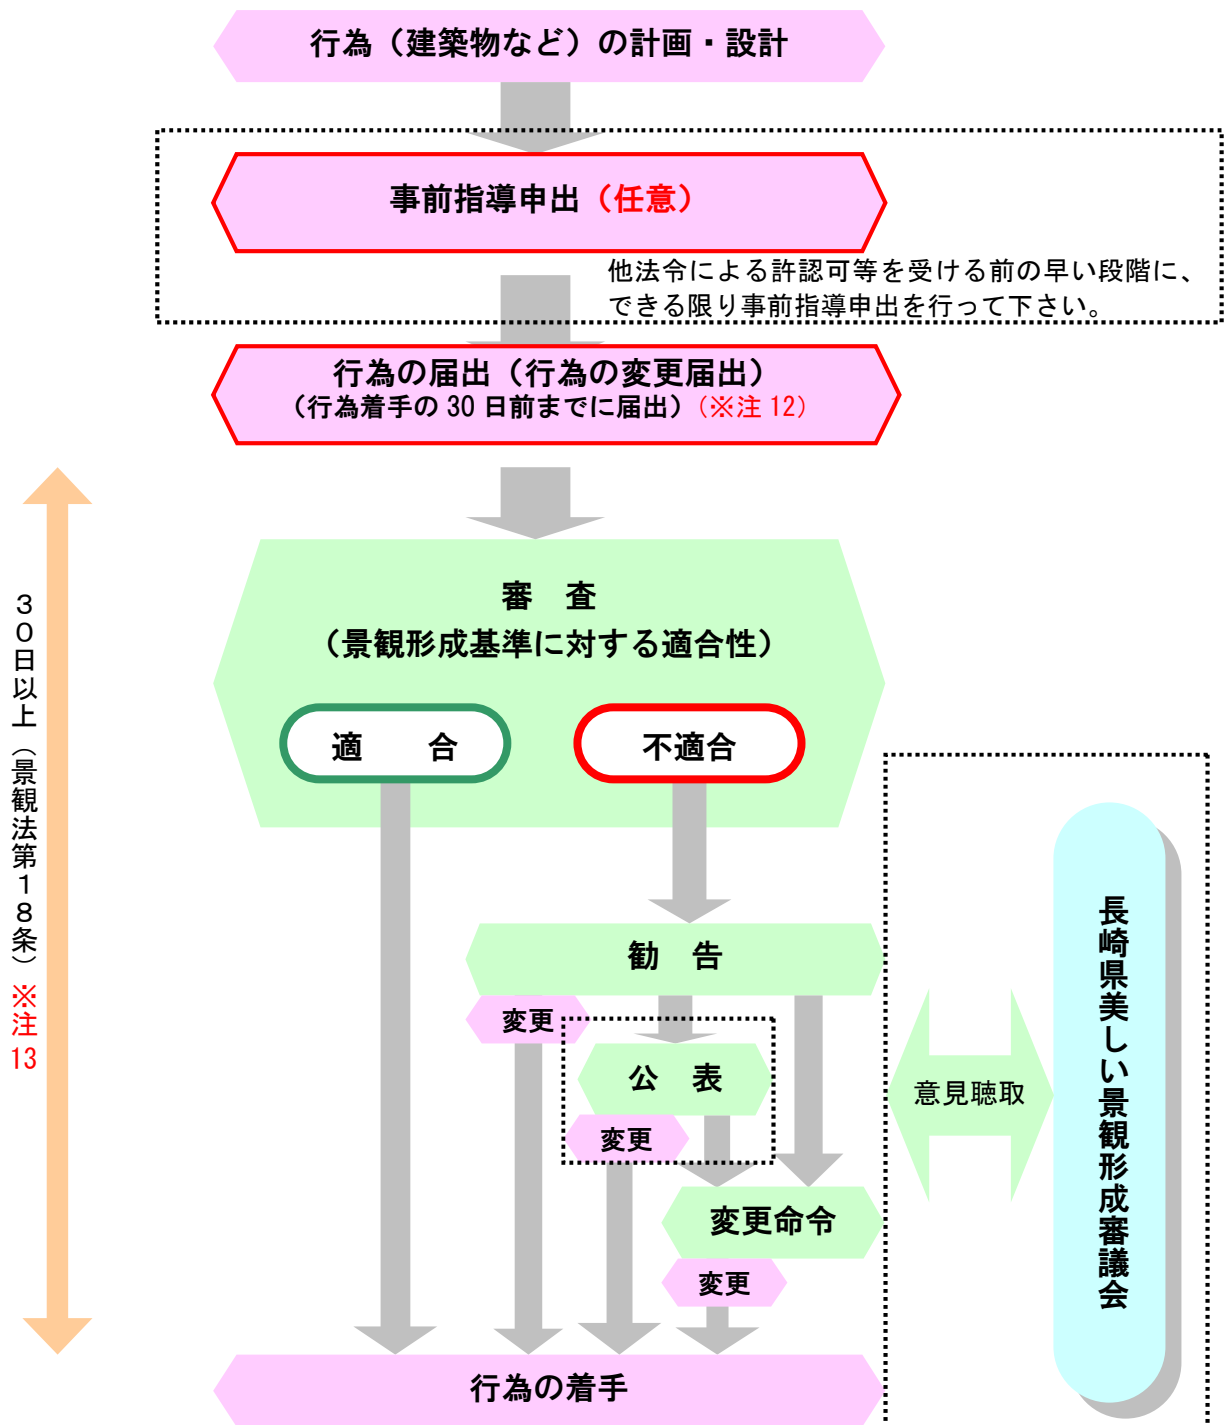 行為（建築物など）の計画・設計
事前指導申出（任意）
他法令による許認可等を受ける前の早い段階に、
できる限り事前指導申出を行って下さい。
行為の届出（行為の変更届出）
（行為着手の 30 日前までに届出）（※注 12）
30日以上（景観法第18条）※注13
審　査
（景観形成基準に対する適合性）
適　　合
不適合
勧　告
変更
公　表
変更
変更命令
変更
意見聴取
長崎県美しい景観形成審議会
行為の着手